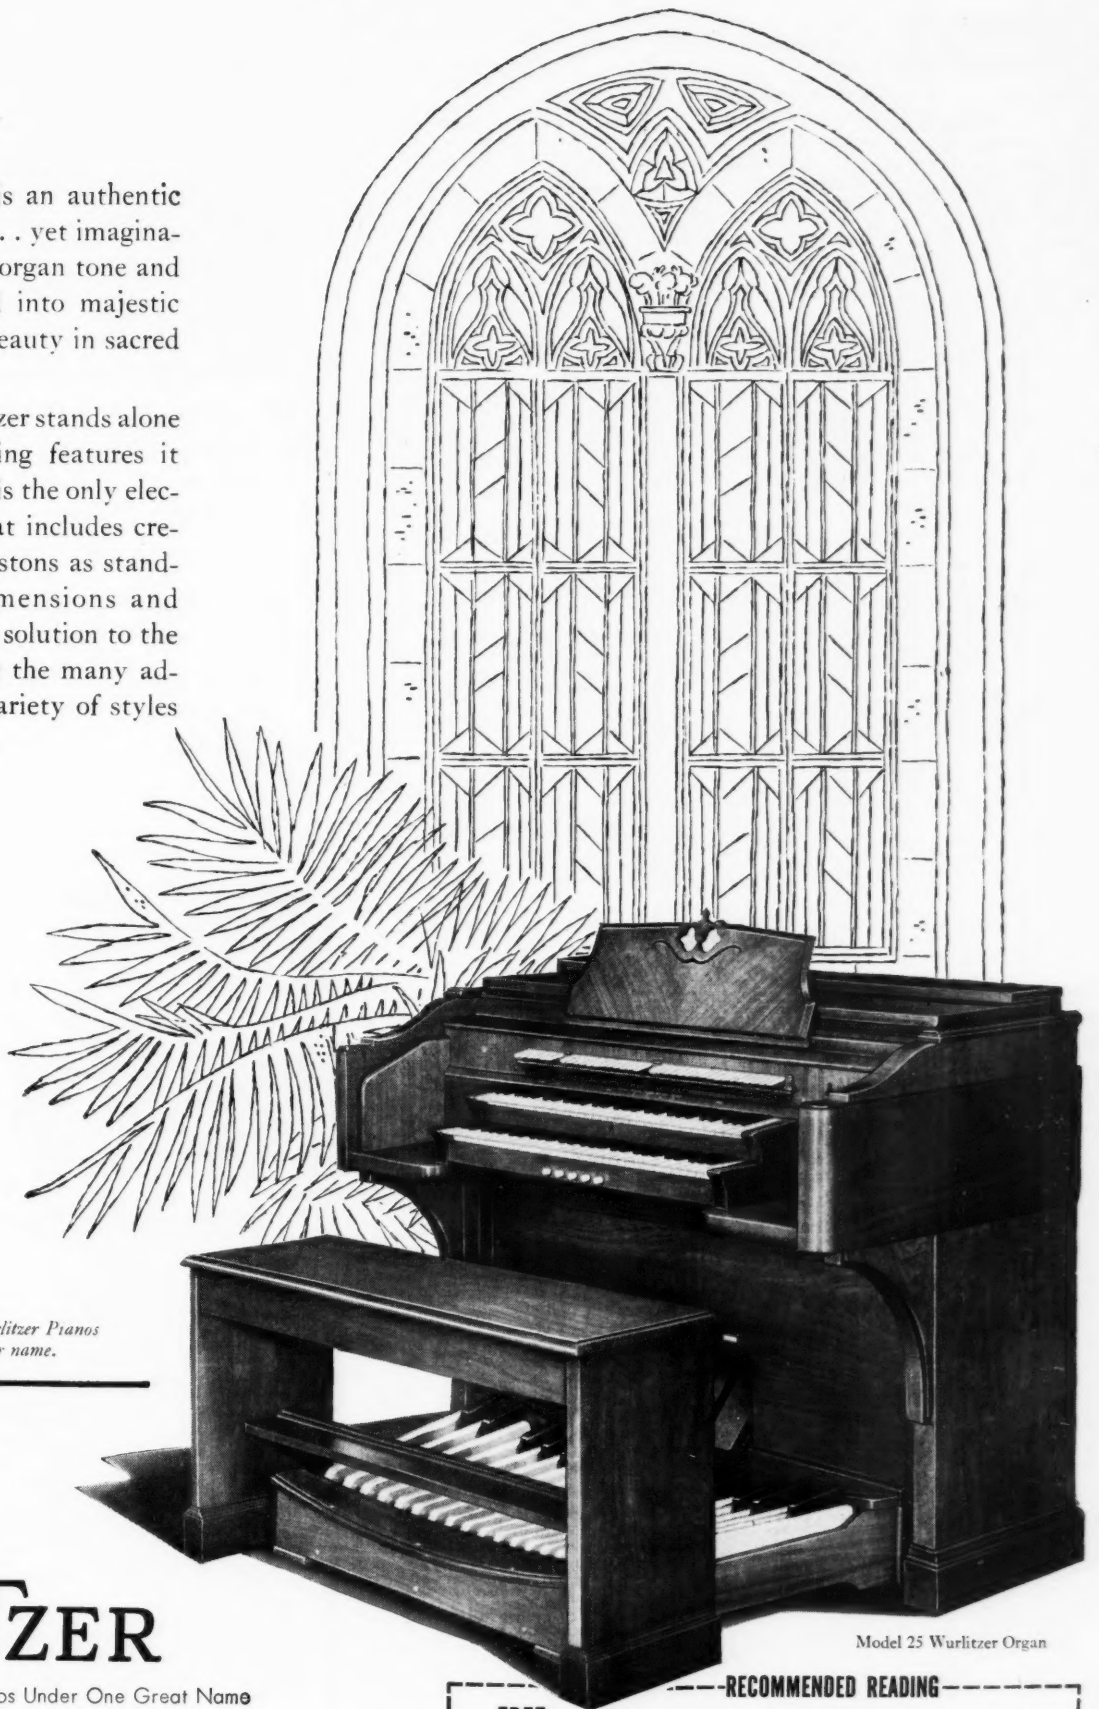 s an authentic
. . yet imagina-
organ tone and
into majestic
eauty in sacred
zer stands alone
ing features it
is the only elec-
at includes cre-
stons as stand-
mensions and
solution to the
the many ad-
ariety of styles
litzer Pianos
r name.
TZER
os Under One Great Name
Model 25 Wurlitzer Organ
RECOMMENDED READING